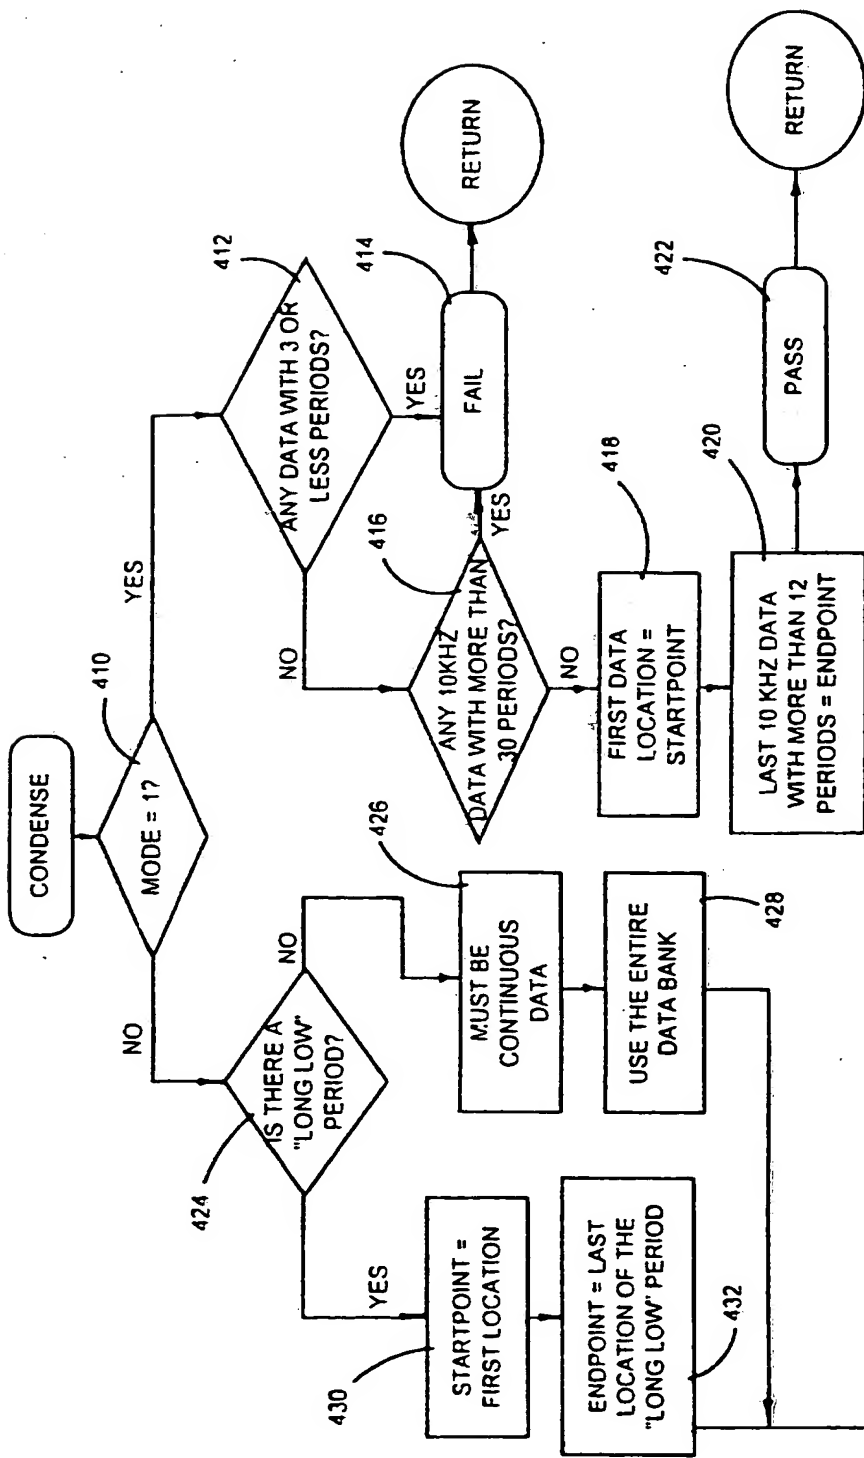 CONDENSE
410
MODE = 1?
YES
NO
412
ANY DATA WITH 3 OR
LESS PERIODS?
YES
NO
414
FAIL
RETURN
416
ANY 10KHZ
DATA WITH MORE THAN
30 PERIODS?
YES
NO
418
FIRST DATA
LOCATION =
STARTPOINT
420
LAST 10 KHZ DATA
WITH MORE THAN 12
PERIODS = ENDPOINT
422
PASS
RETURN
424
IS THERE A
"LONG LOW"
PERIOD?
NO
YES
426
MUST BE
CONTINUOUS
DATA
428
USE THE ENTIRE
DATA BANK
430
STARTPOINT =
FIRST LOCATION
432
ENDPOINT = LAST
LOCATION OF THE
"LONG LOW" PERIOD